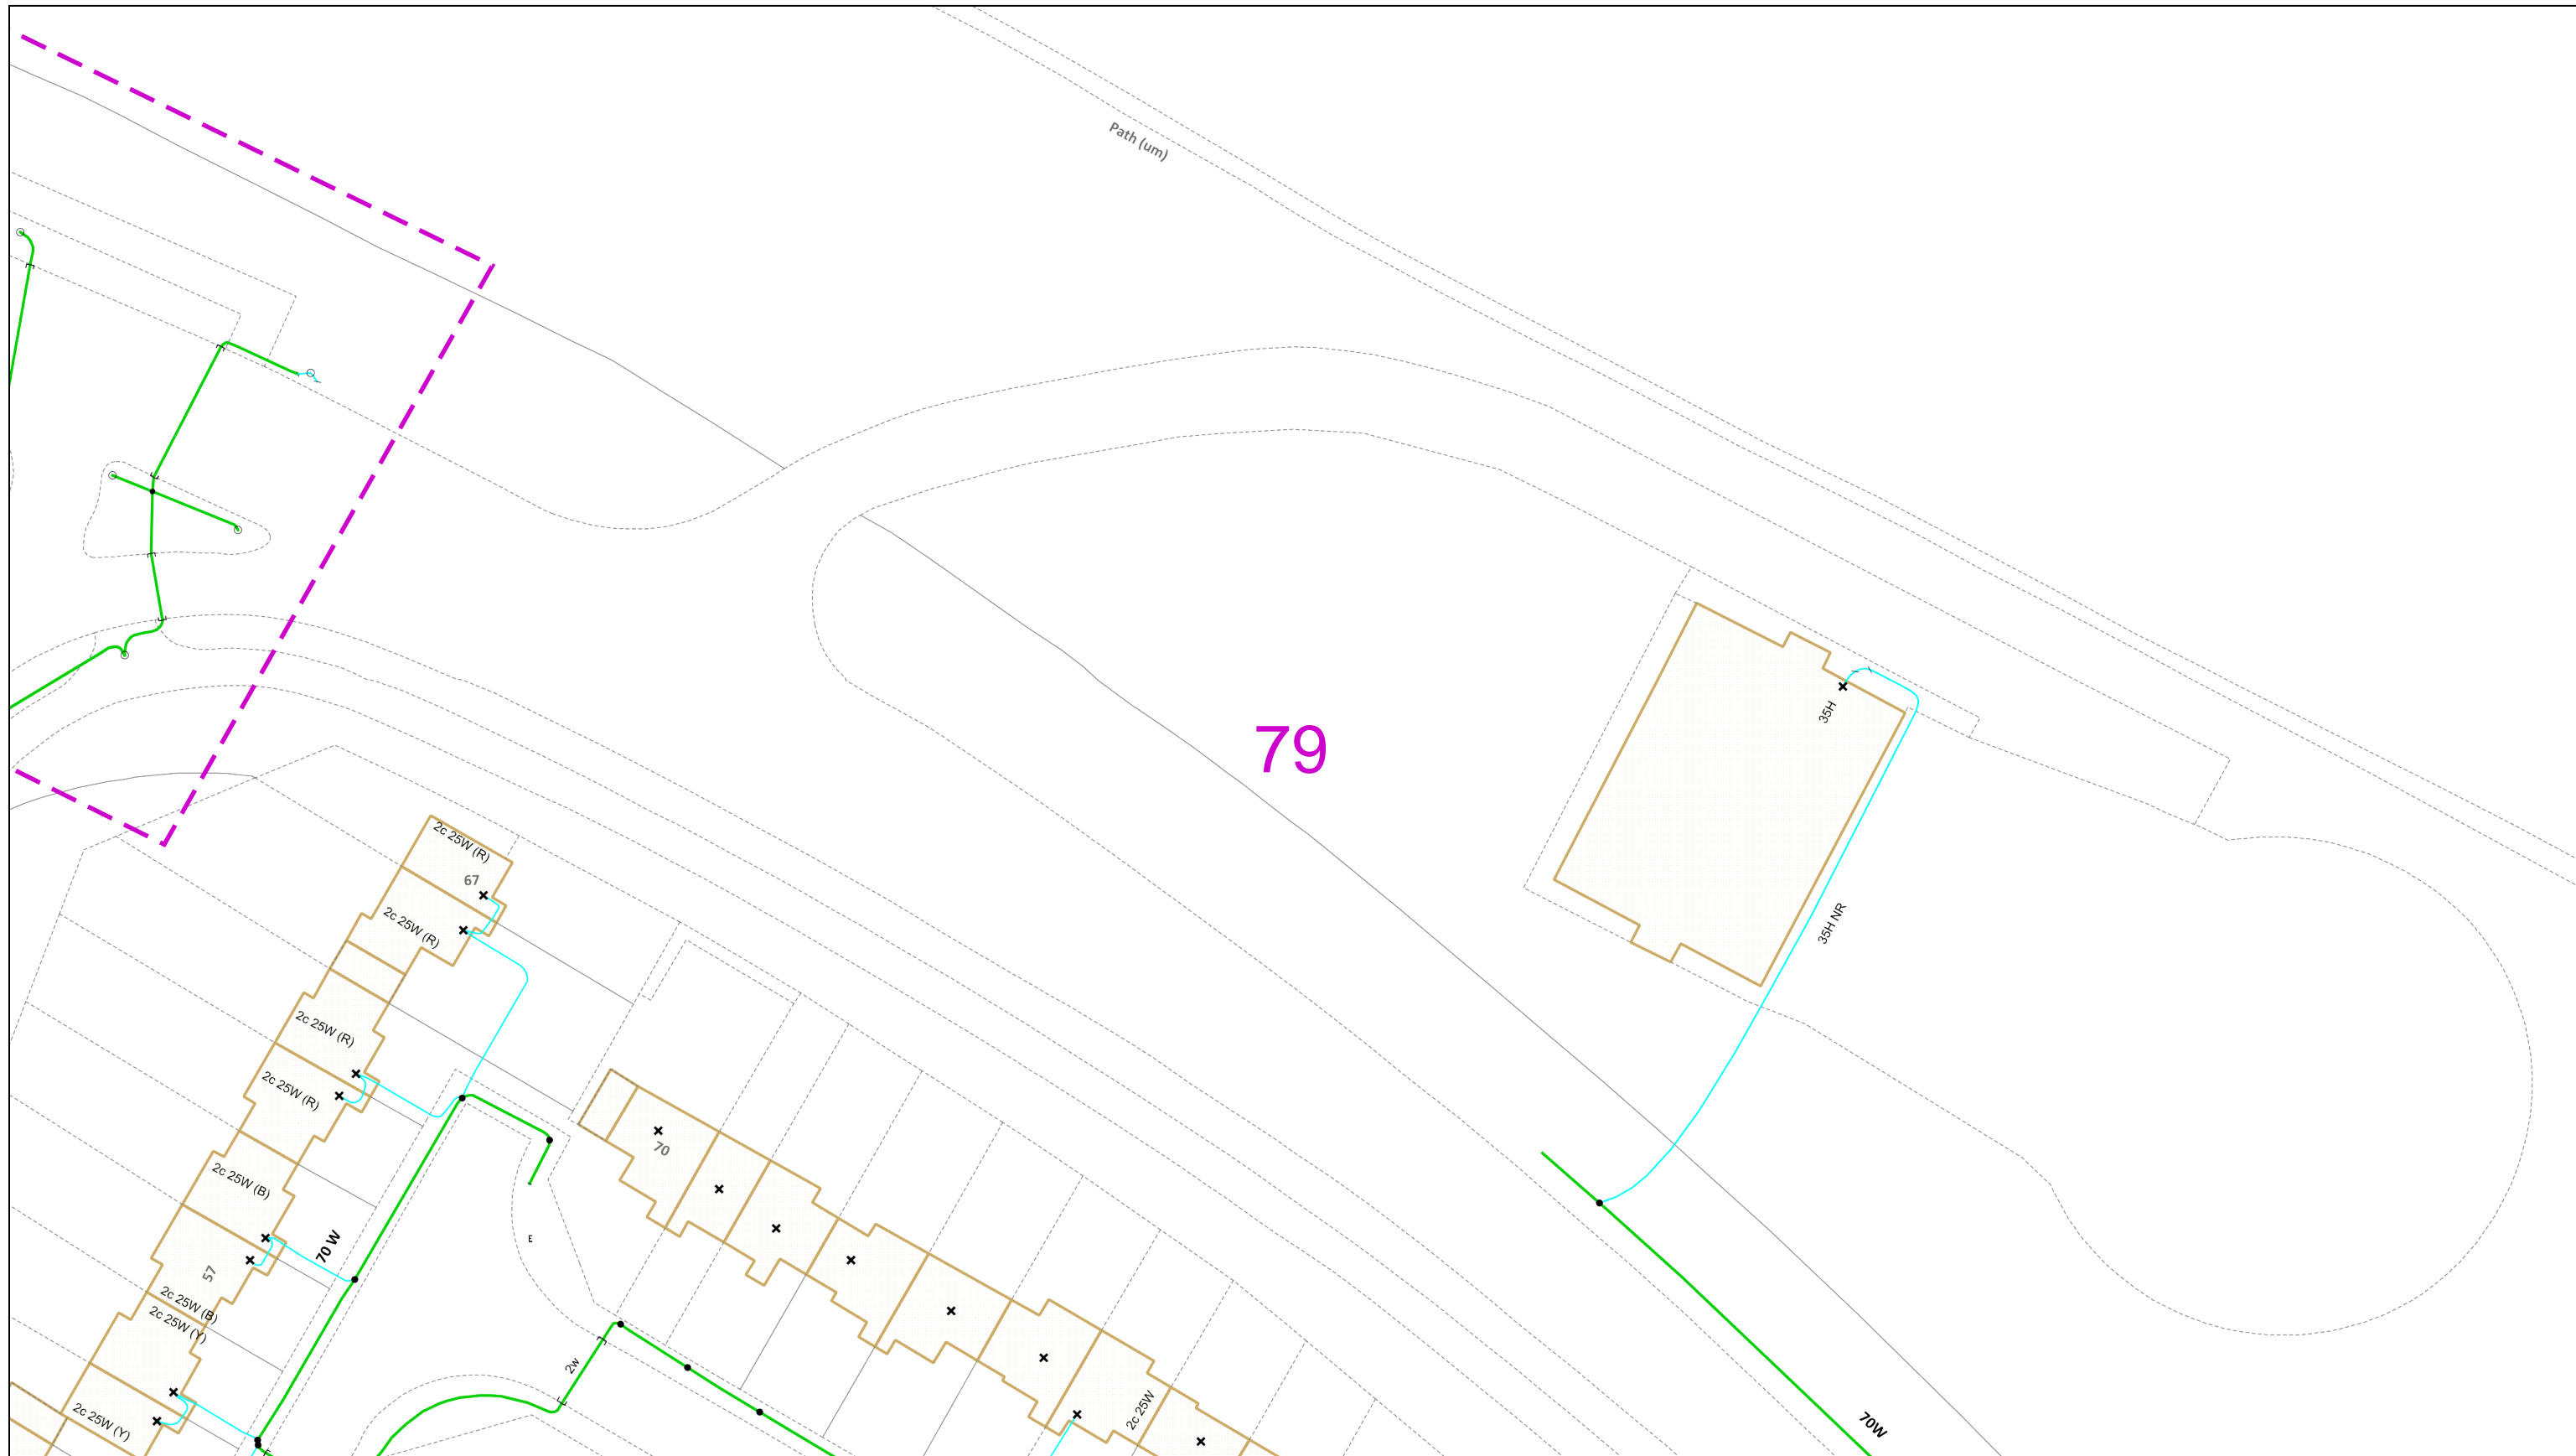 Path (um)
79
35H
35H NR
2c 25W (R)
67
2c 25W (R)
2c 25W (R)
2c 25W (R)
70
2c 25W (B)
70 W
57
E
2c 25W (B)
2c 25W (Y)
2w
2c 25W
2c 25W (Y)
70W